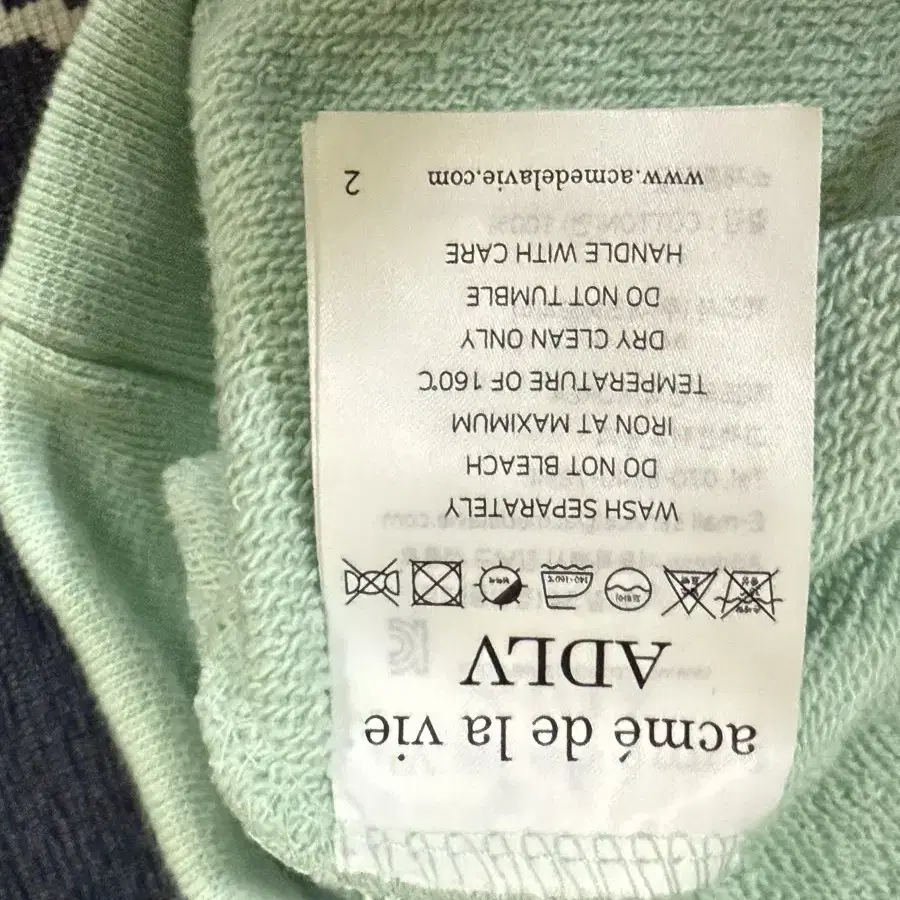 acmé de la vie
ADLV
WASH SEPARATELY
DO NOT BLEACH
IRON AT MAXIMUM
TEMPERATURE OF 160℃
DRY CLEAN ONLY
DO NOT TUMBLE
HANDLE WITH CARE
www.acmedelavie.com 2